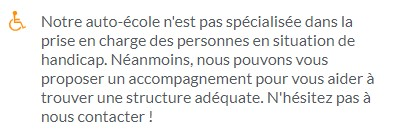 Notre auto-école n'est pas spécialisée dans la
prise en charge des personnes en situation de
handicap. Néanmoins, nous pouvons vous
proposer un accompagnement pour vous aider à
trouver une structure adéquate. N'hésitez pas à
nous contacter !